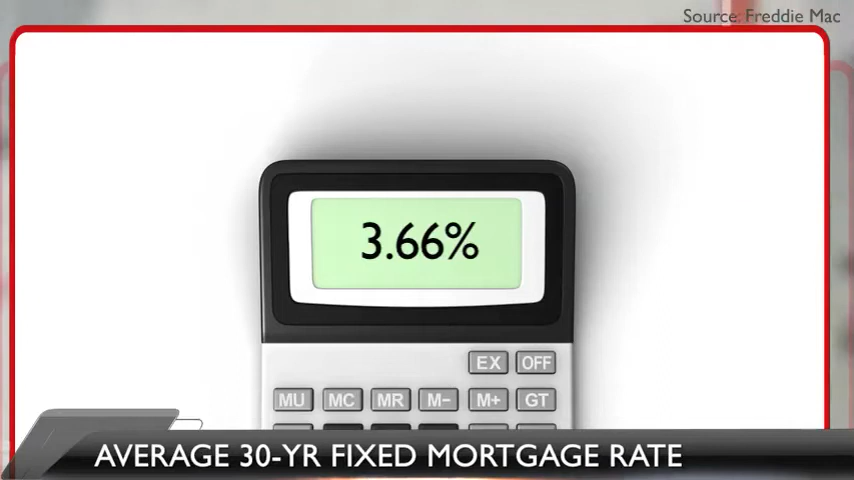 Source: Freddie Mac
3.66%
EX OFF
MU MC MR M− M+ GT
AVERAGE 30-YR FIXED MORTGAGE RATE